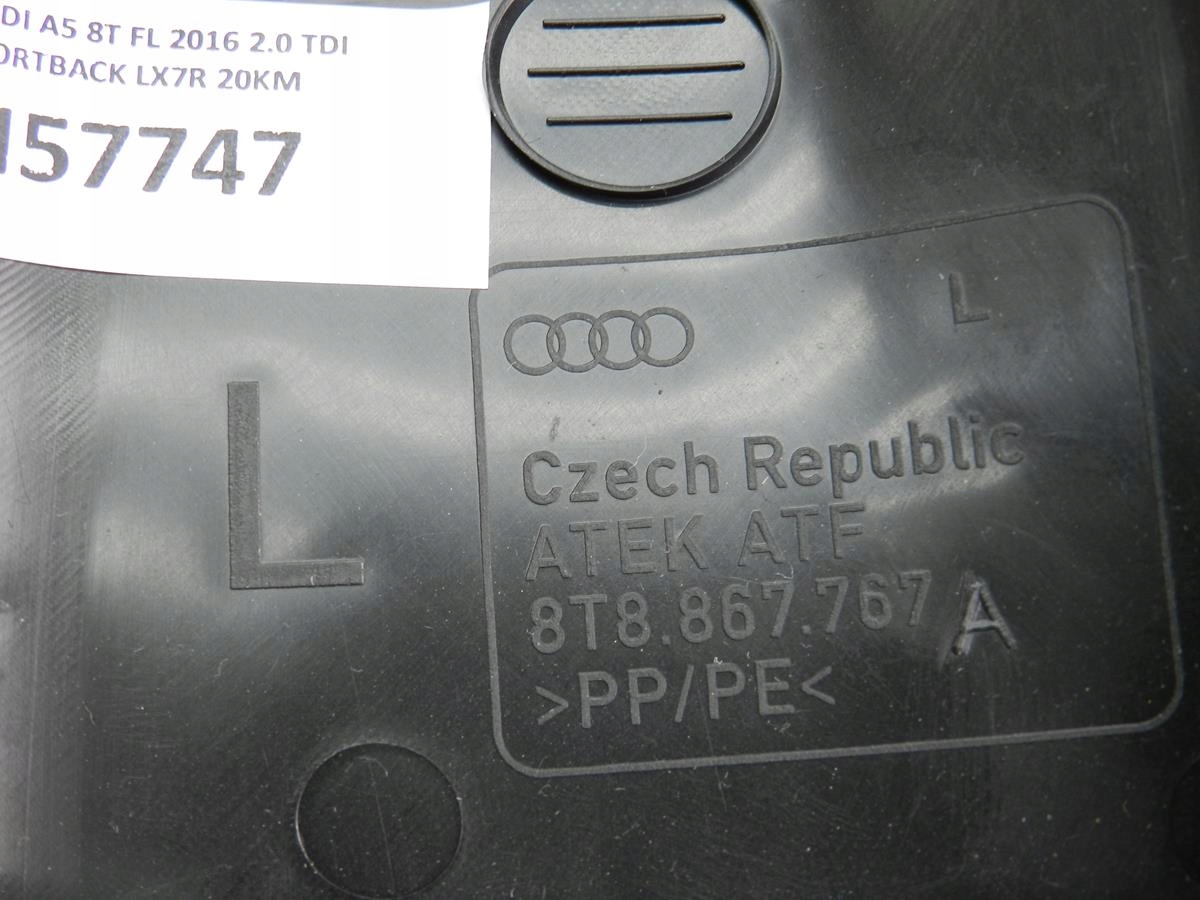 DI A5 8T FL 2016 2.0 TDI
ORTBACK LX7R 20KM
157747
L
L
Czech Republic
ATEK ATF
8T8.867.767 A
>PP/PE<